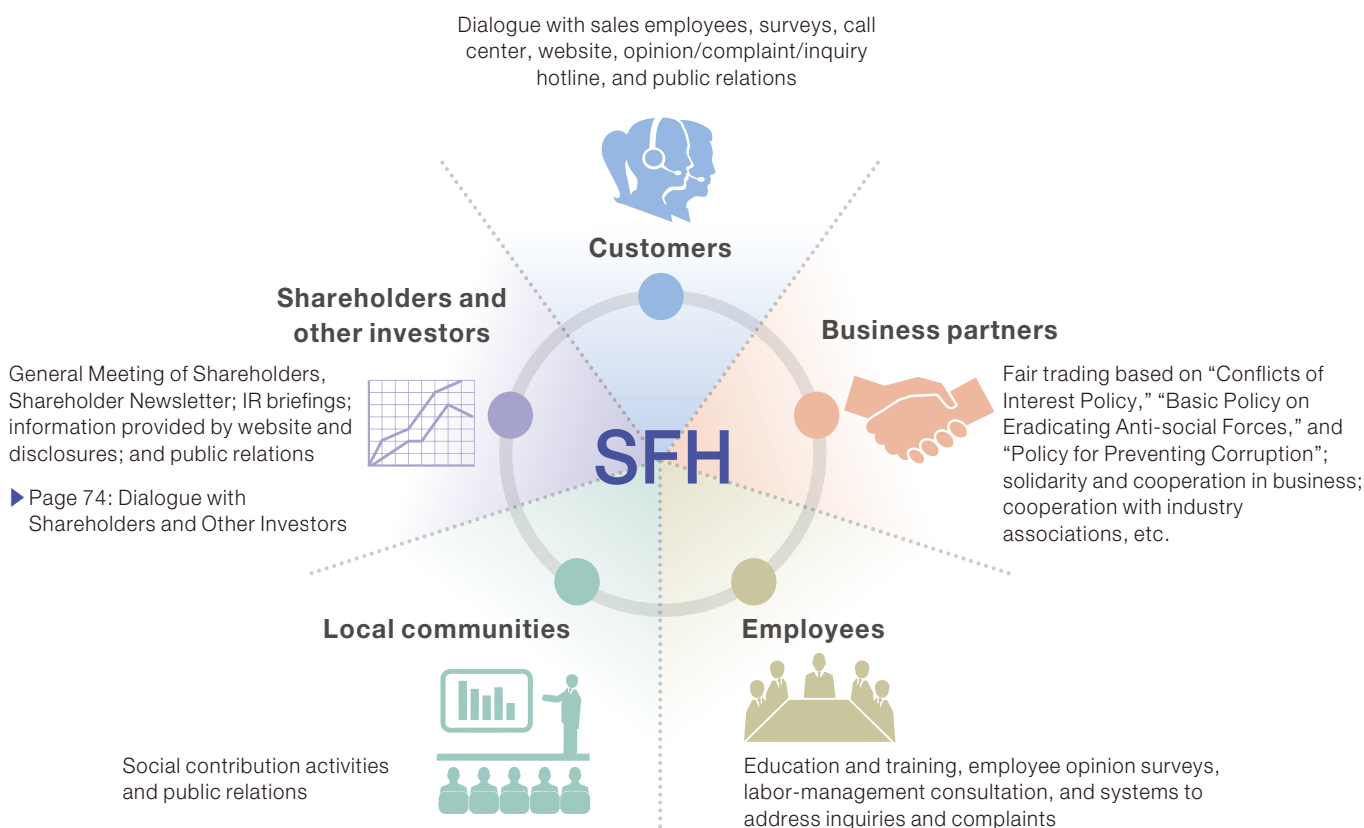 Dialogue with sales employees, surveys, call
center, website, opinion/complaint/inquiry
hotline, and public relations
Customers
Shareholders and
other investors
General Meeting of Shareholders,
Shareholder Newsletter; IR briefings;
information provided by website and
disclosures; and public relations
▶ Page 74: Dialogue with
Shareholders and Other Investors
Business partners
Fair trading based on “Conflicts of
Interest Policy,” “Basic Policy on
Eradicating Anti-social Forces,” and
“Policy for Preventing Corruption”;
solidarity and cooperation in business;
cooperation with industry
associations, etc.
SFH
Local communities
Social contribution activities
and public relations
Employees
Education and training, employee opinion surveys,
labor-management consultation, and systems to
address inquiries and complaints